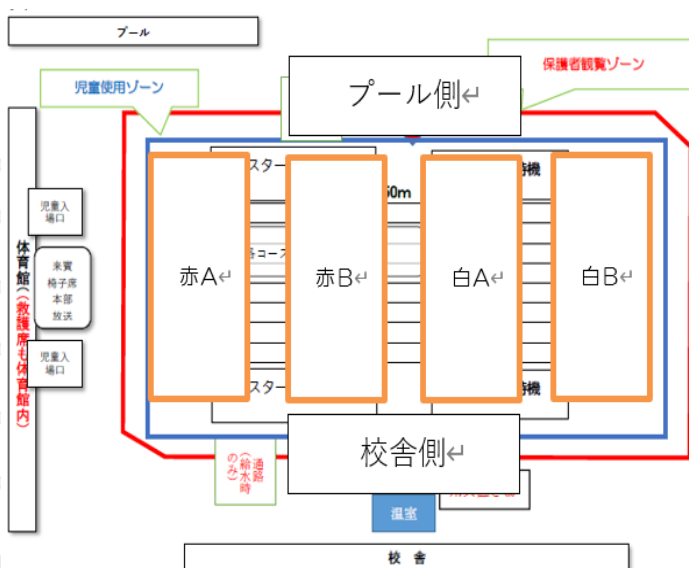 プール
児童使用ゾーン
プール側↵
保護者観覧ゾーン
スター
待機
50m
児童入
場口
体育館(救護席も体育館内)
来賓
椅子席
本部
放送
児童入
場口
赤A↵
コース
赤B↵
白A↵
白B↵
スター
待機
校舎側↵
通路
(給水時
のみ)
温室
校 舎